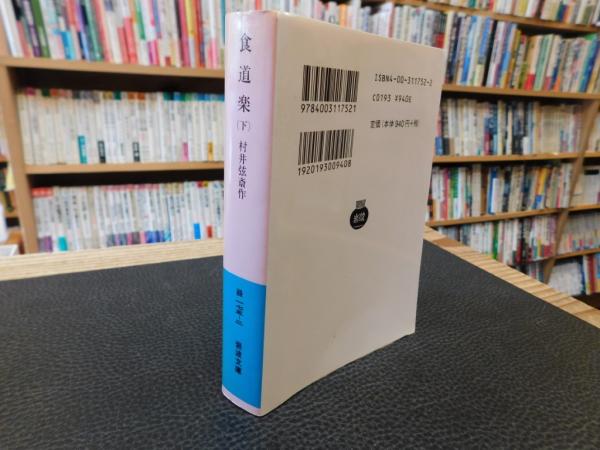 食道楽
(下)
村井弦斎作
岩波文庫
9784003117521
1920193009408
ISBN4-00-311752-2
C0193 ¥940E
定価(本体940円+税)